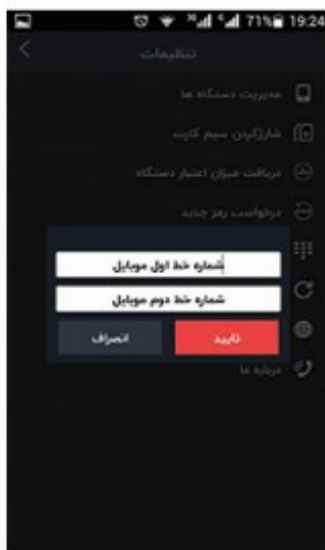 71% 19:24
تنظیمات
مدیریت دستگاه ها
شارژکردن سیم کارت
دریافت میزان اعتبار دستگاه
درخواست رمز جدید
شماره خط اول موبایل
شماره خط دوم موبایل
تایید
انصراف
درباره ما